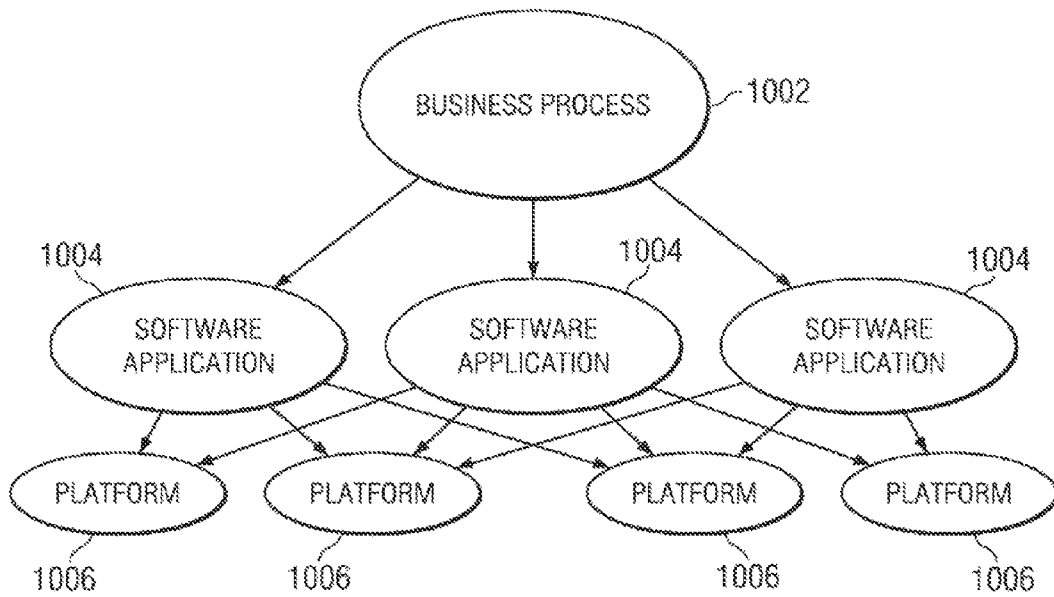 BUSINESS PROCESS
1002
1004
1004
1004
SOFTWARE
APPLICATION
SOFTWARE
APPLICATION
SOFTWARE
APPLICATION
PLATFORM
PLATFORM
PLATFORM
PLATFORM
1006
1006
1006
1006